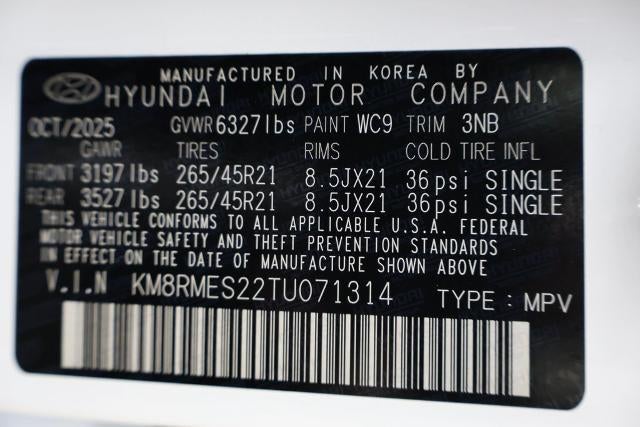 MANUFACTURED IN KOREA BY
HYUNDAI MOTOR COMPANY
OCT/2025 GVWR 6327lbs PAINT WC9 TRIM 3NB
GAWR TIRES RIMS COLD TIRE INFL
FRONT 3197lbs 265/45R21 8.5JX21 36psi SINGLE
REAR 3527lbs 265/45R21 8.5JX21 36psi SINGLE
THIS VEHICLE CONFORMS TO ALL APPLICABLE U.S.A. FEDERAL
MOTOR VEHICLE SAFETY AND THEFT PREVENTION STANDARDS
IN EFFECT ON THE DATE OF MANUFACTURE SHOWN ABOVE
V.I.N KM8RMES22TU071314 TYPE : MPV